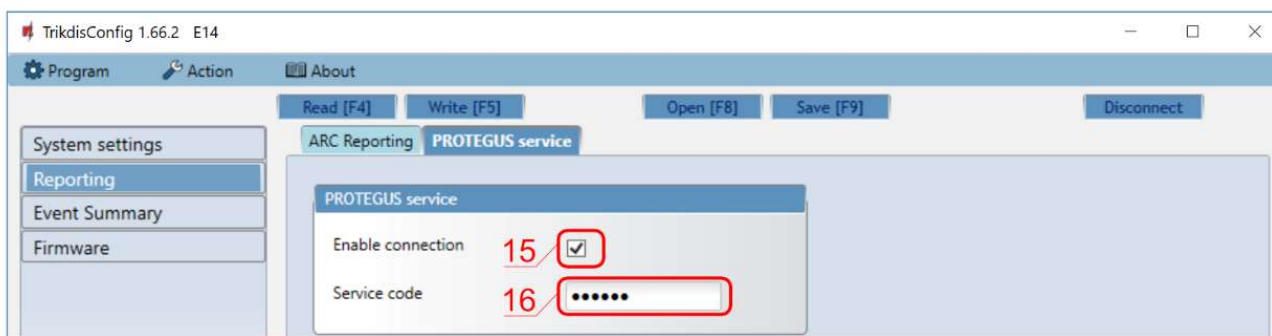 TrikdisConfig 1.66.2 E14
Program Action About
Read [F4] Write [F5] Open [F8] Save [F9] Disconnect
System settings
Reporting
Event Summary
Firmware
ARC Reporting PROTEGUS service
PROTEGUS service
Enable connection 15
Service code 16 ••••••